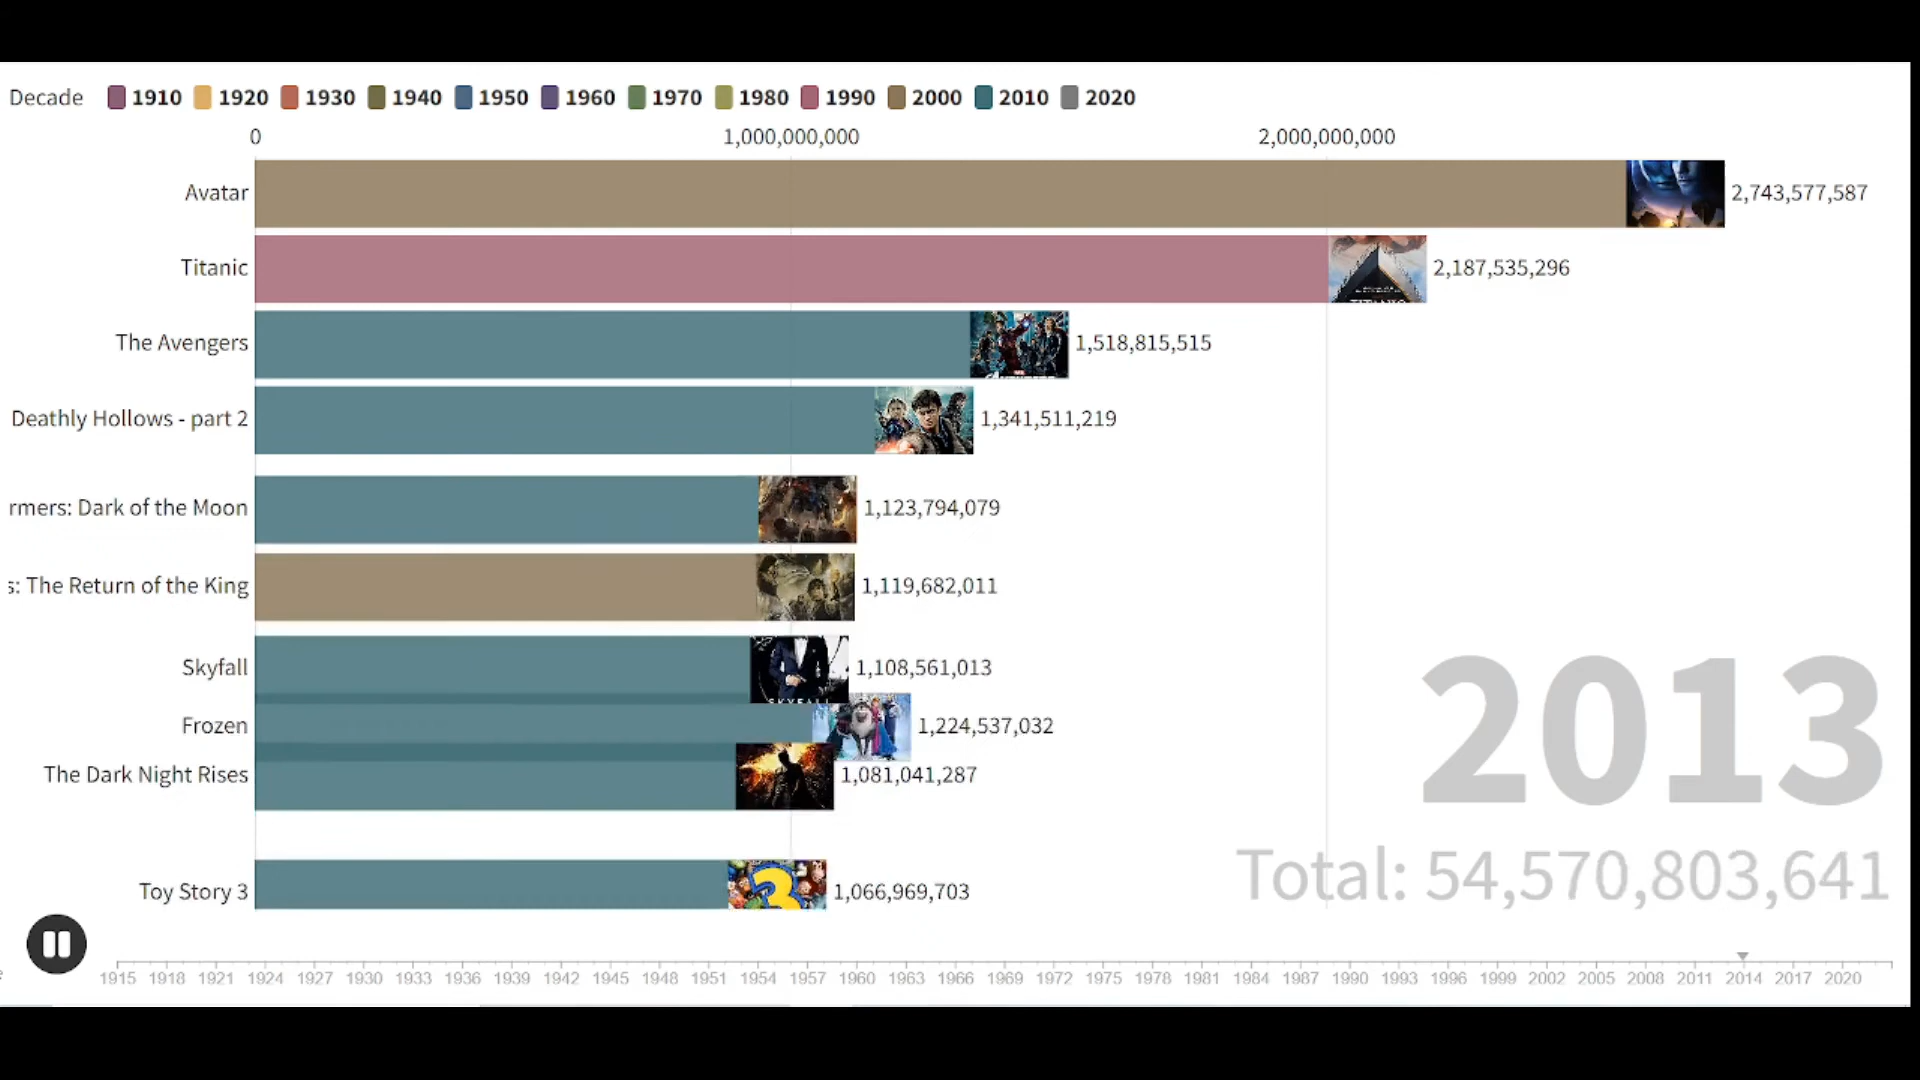 Decade 1910 1920 1930 1940 1950 1960 1970 1980 1990 2000 2010 2020
0 1,000,000,000 2,000,000,000
Avatar 2,743,577,587
Titanic 2,187,535,296
The Avengers 1,518,815,515
Deathly Hollows - part 2 1,341,511,219
rmers: Dark of the Moon 1,123,794,079
s: The Return of the King 1,119,682,011
Skyfall 1,108,561,013
SKYFALL
Frozen 1,224,537,032
The Dark Night Rises 1,081,041,287
Toy Story 3 1,066,969,703
3
2013
Total: 54,570,803,641
1915 1918 1921 1924 1927 1930 1933 1936 1939 1942 1945 1948 1951 1954 1957 1960 1963 1966 1969 1972 1975 1978 1981 1984 1987 1990 1993 1996 1999 2002 2005 2008 2011 2014 2017 2020